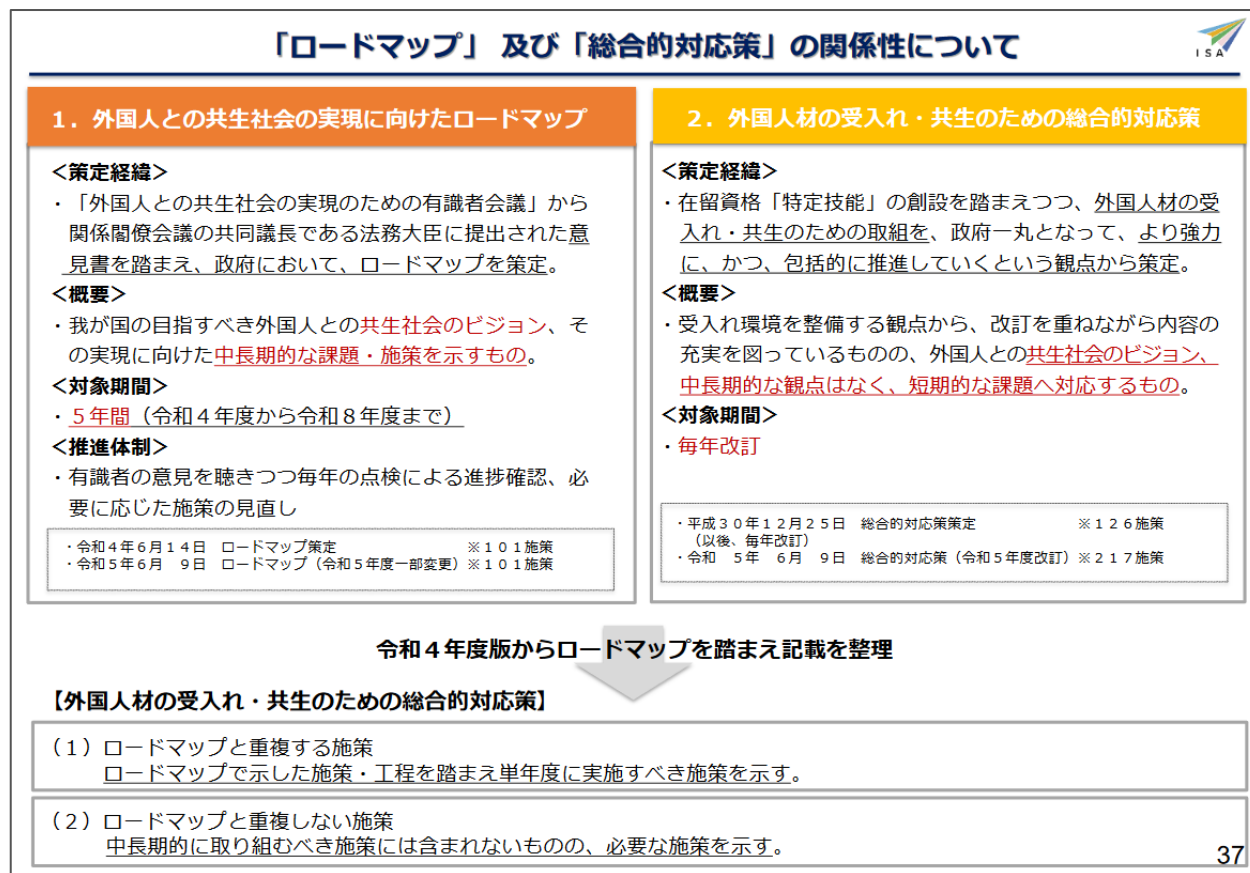 「ロードマップ」 及び「総合的対応策」の関係性について
ISA
1．外国人との共生社会の実現に向けたロードマップ
＜策定経緯＞
・「外国人との共生社会の実現のための有識者会議」から
関係閣僚会議の共同議長である法務大臣に提出された意
見書を踏まえ、政府において、ロードマップを策定。
＜概要＞
・我が国の目指すべき外国人との共生社会のビジョン、そ
の実現に向けた中長期的な課題・施策を示すもの。
＜対象期間＞
・５年間（令和４年度から令和８年度まで）
＜推進体制＞
・有識者の意見を聴きつつ毎年の点検による進捗確認、必
要に応じた施策の見直し
・令和４年６月１４日　ロードマップ策定　※１０１施策
・令和５年６月　９日　ロードマップ（令和５年度一部変更）※１０１施策
2．外国人材の受入れ・共生のための総合的対応策
＜策定経緯＞
・在留資格「特定技能」の創設を踏まえつつ、外国人材の受
入れ・共生のための取組を、政府一丸となって、より強力
に、かつ、包括的に推進していくという観点から策定。
＜概要＞
・受入れ環境を整備する観点から、改訂を重ねながら内容の
充実を図っているものの、外国人との共生社会のビジョン、
中長期的な観点はなく、短期的な課題へ対応するもの。
＜対象期間＞
・毎年改訂
・平成３０年１２月２５日　総合的対応策策定　※１２６施策
（以後、毎年改訂）
・令和　５年　６月　９日　総合的対応策（令和５年度改訂）※２１７施策
令和４年度版からロードマップを踏まえ記載を整理
【外国人材の受入れ・共生のための総合的対応策】
（１）ロードマップと重複する施策
ロードマップで示した施策・工程を踏まえ単年度に実施すべき施策を示す。
（２）ロードマップと重複しない施策
中長期的に取り組むべき施策には含まれないものの、必要な施策を示す。
37